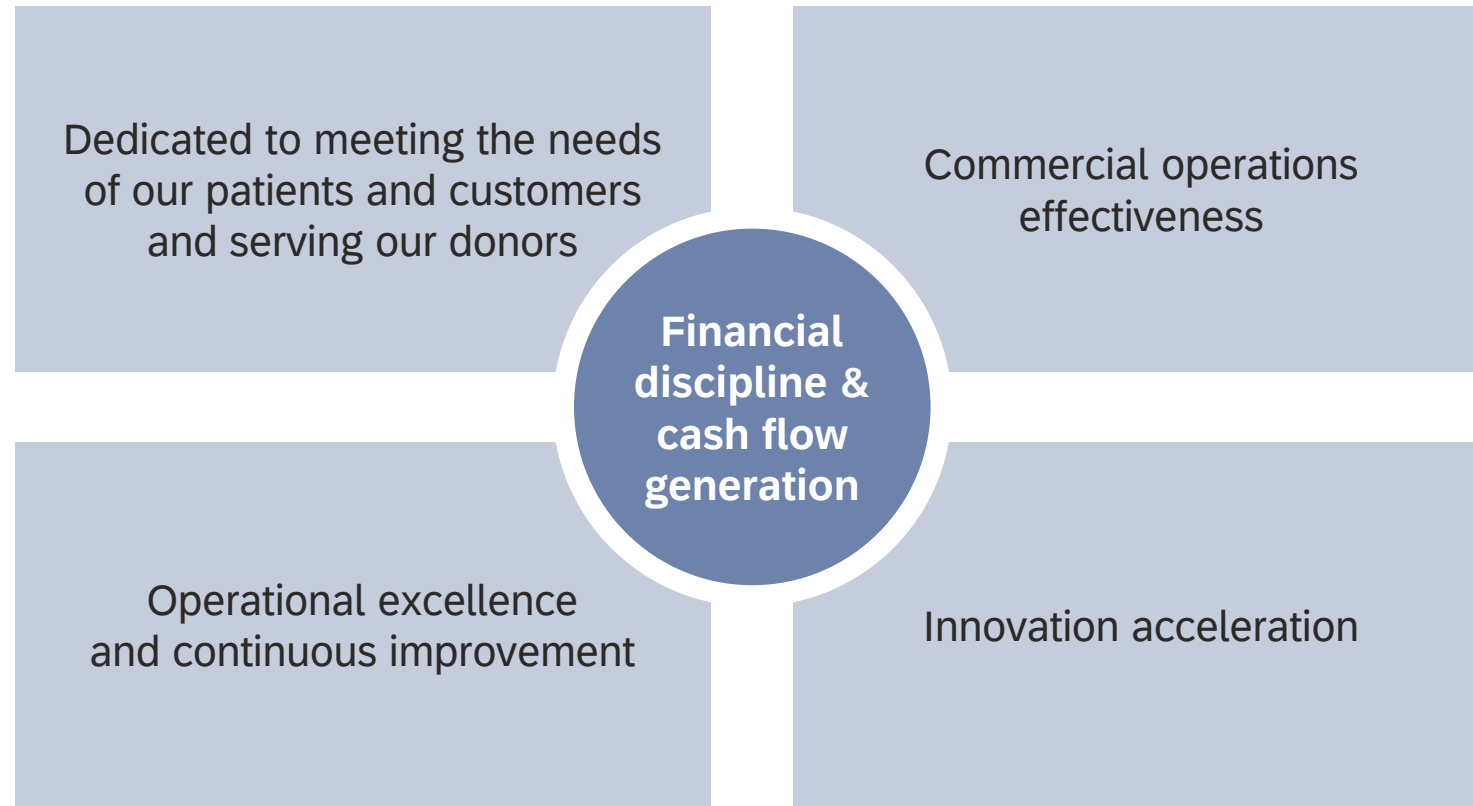 Dedicated to meeting the needs
of our patients and customers
and serving our donors
Commercial operations
effectiveness
Financial
discipline &
cash flow
generation
Operational excellence
and continuous improvement
Innovation acceleration